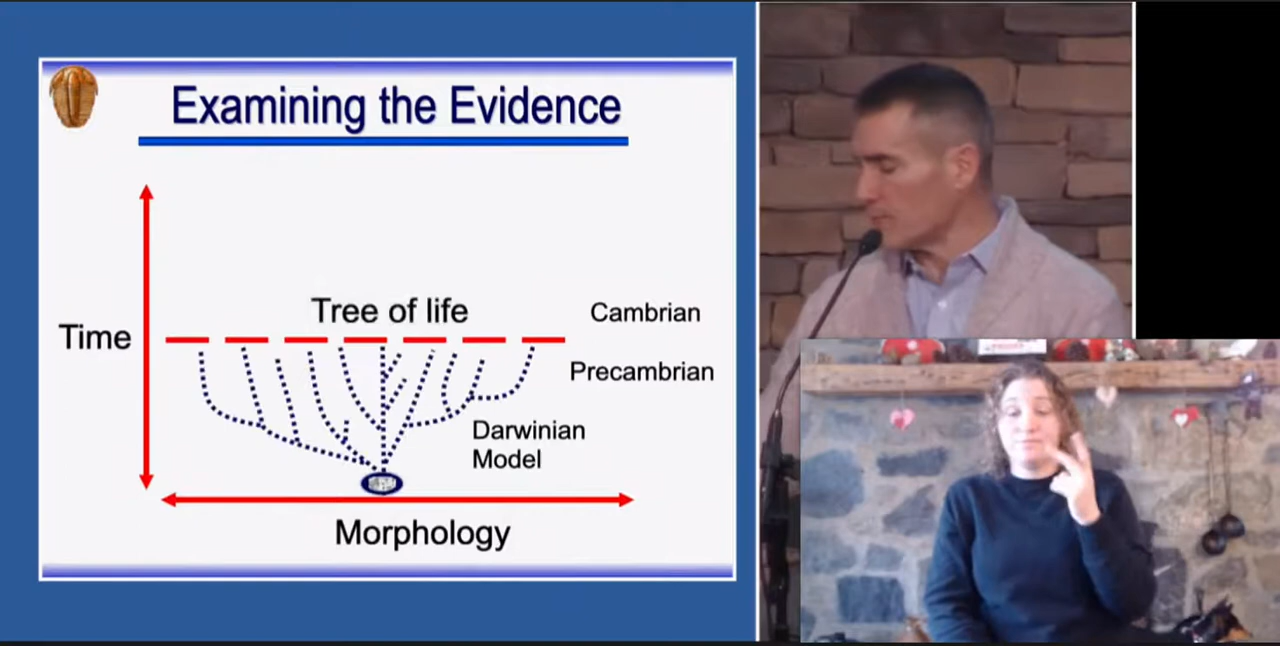 Examining the Evidence
Tree of life
Cambrian
Time
Precambrian
Darwinian
Model
Morphology